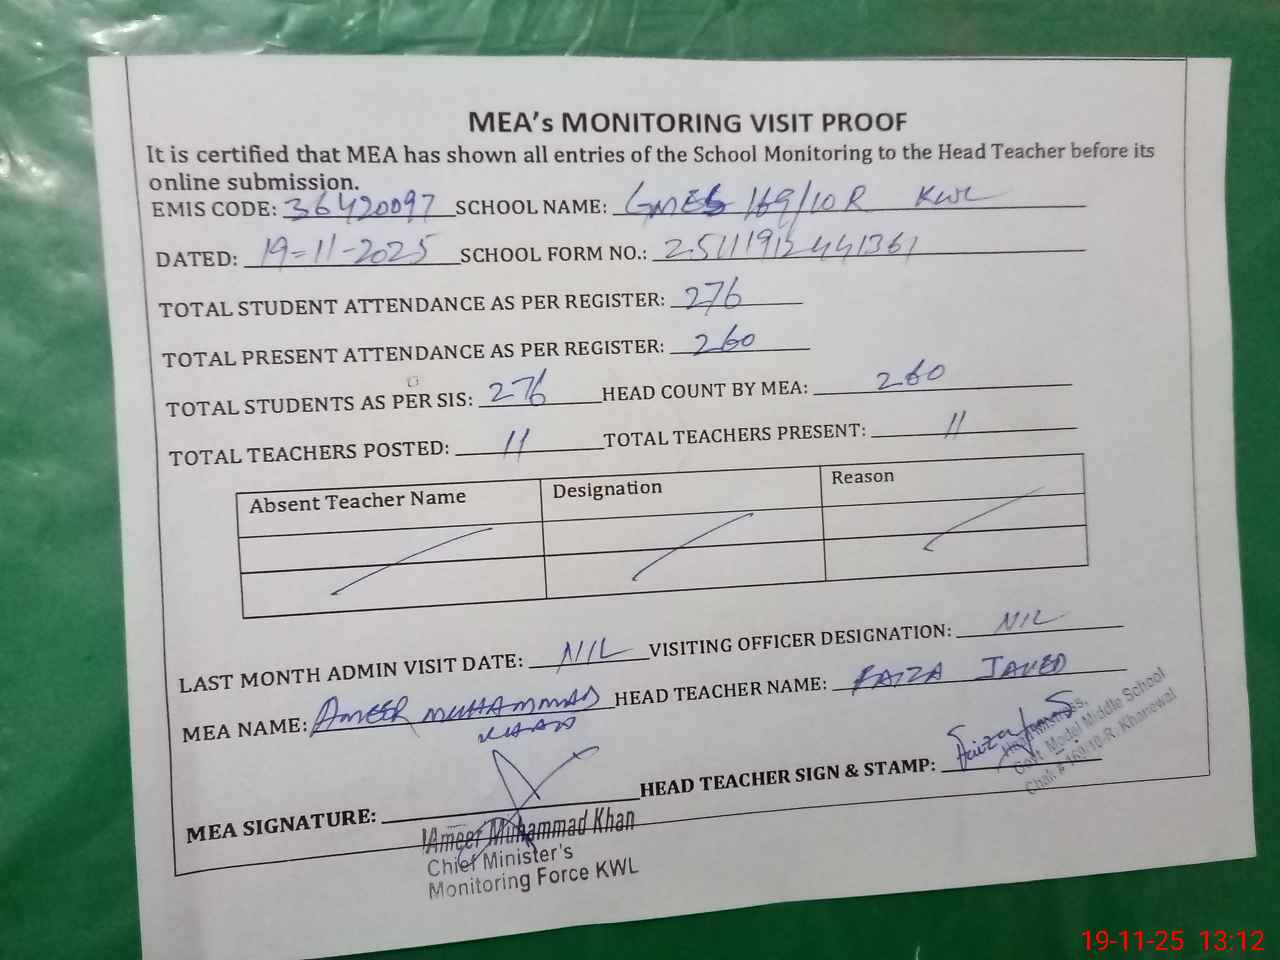 MEA's MONITORING VISIT PROOF
It is certified that MEA has shown all entries of the School Monitoring to the Head Teacher before its
online submission.
EMIS CODE: 36420097 SCHOOL NAME: GMES 169/10R KWL
DATED: 19-11-2025 SCHOOL FORM NO.: 25111912441361
TOTAL STUDENT ATTENDANCE AS PER REGISTER: 276
TOTAL PRESENT ATTENDANCE AS PER REGISTER: 260
TOTAL STUDENTS AS PER SIS: 276 HEAD COUNT BY MEA: 260
TOTAL TEACHERS POSTED: 11 TOTAL TEACHERS PRESENT: 11
Absent Teacher Name Designation Reason
LAST MONTH ADMIN VISIT DATE: NIL VISITING OFFICER DESIGNATION: NIL
MEA NAME: AMEER MUHAMMAD HEAD TEACHER NAME: FAIZA JAVED
KHAN
MEA SIGNATURE: HEAD TEACHER SIGN & STAMP: Faiza
Headmistress,
Govt. Model Middle School
Chak # 169/10-R, Khanewal
Ameer Muhammad Khan
Chief Minister's
Monitoring Force KWL
19-11-25 13:12